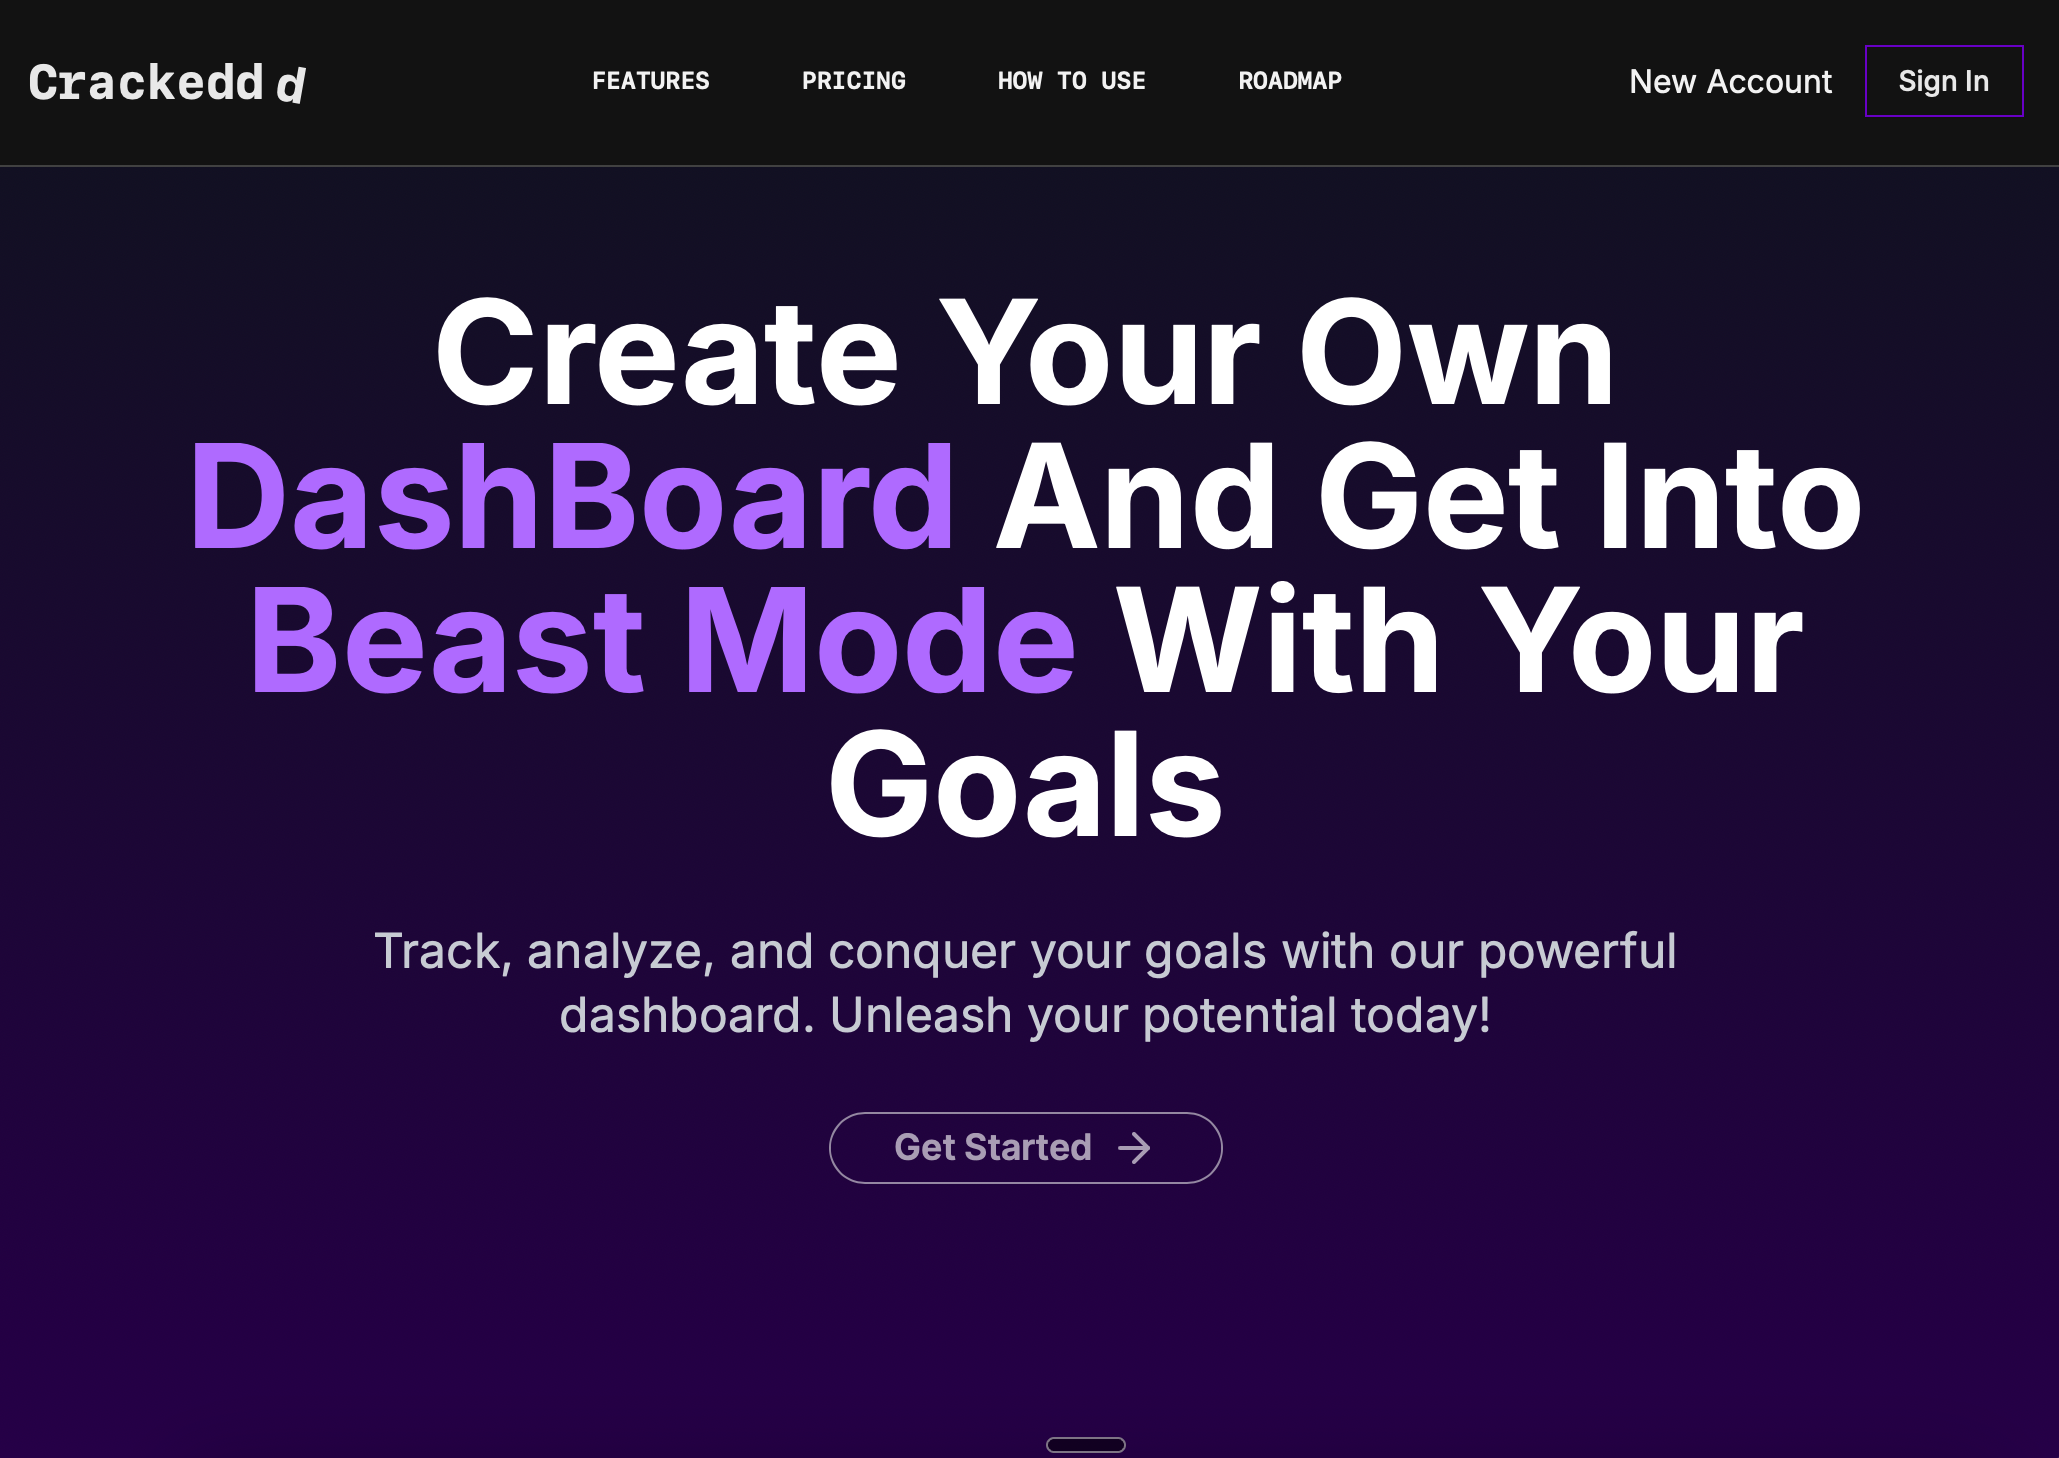 Crackedd d
FEATURES
PRICING
HOW TO USE
ROADMAP
New Account
Sign In
Create Your Own
DashBoard And Get Into
Beast Mode With Your
Goals
Track, analyze, and conquer your goals with our powerful
dashboard. Unleash your potential today!
Get Started